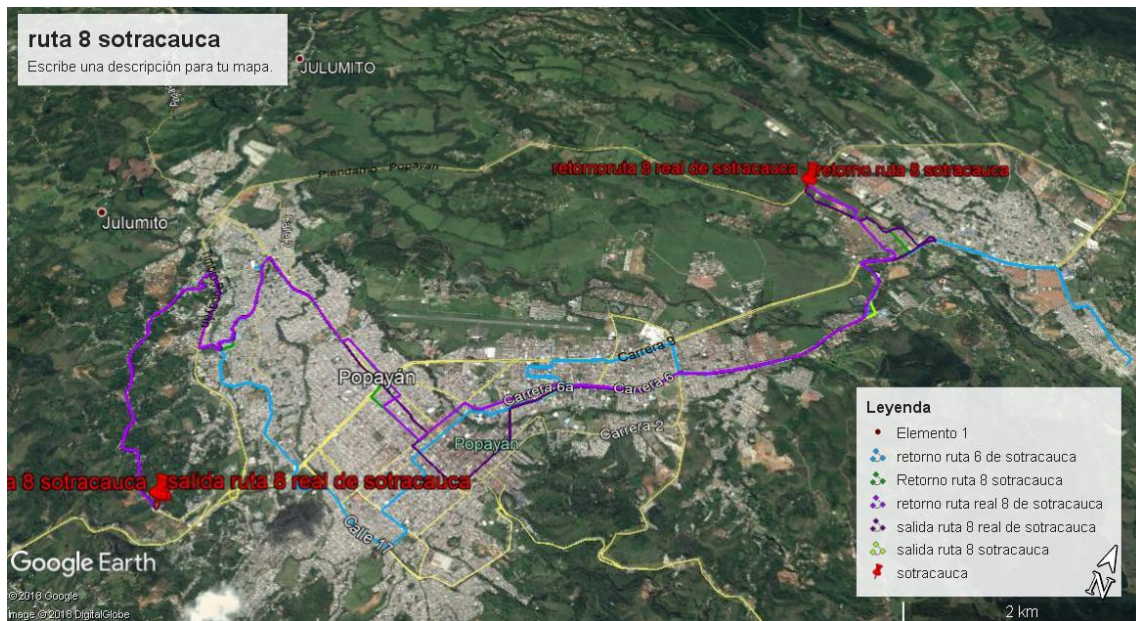 ruta 8 sotracauca
Escribe una descripción para tu mapa.
JULUMITO
Julumito
Piendamo - Popayan
retornoruta 8 real de sotracauca
retorno ruta 8 sotracauca
Calle 7
Carrera 9
Popayán
Carrera 6a
Carrera 6
Carrera 2
Popayán
a 8 sotracauca
salida ruta 8 real de sotracauca
Calle 17
Leyenda
Elemento 1
retorno ruta 6 de sotracauca
Retorno ruta 8 sotracauca
retorno ruta real 8 de sotracauca
salida ruta 8 real de sotracauca
salida ruta 8 sotracauca
sotracauca
N
Google Earth
© 2018 Google
Image © 2018 DigitalGlobe
2 km